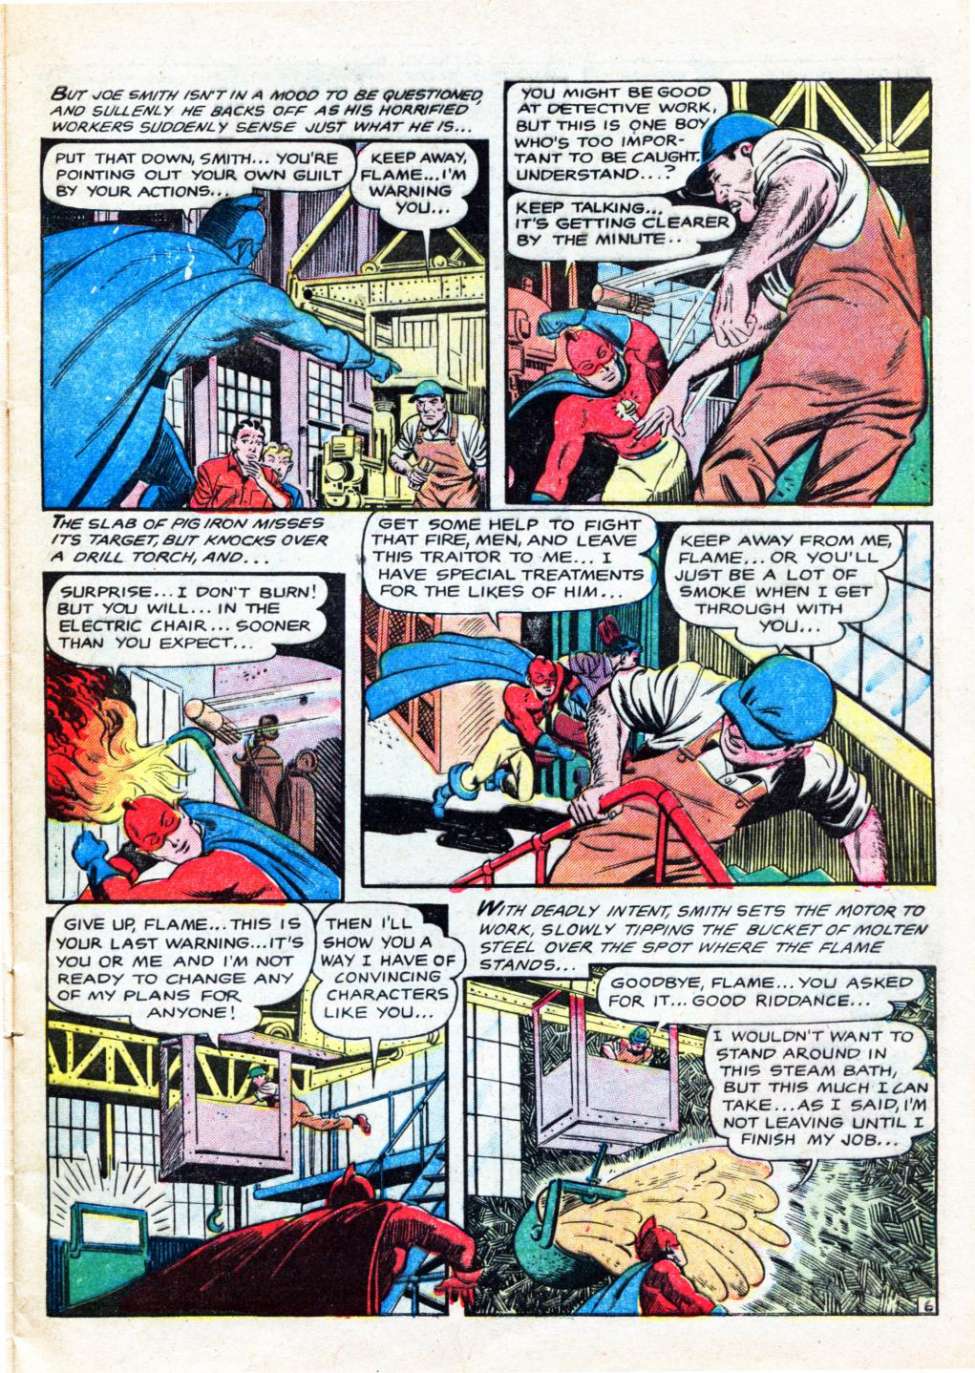 BUT JOE SMITH ISN'T IN A MOOD TO BE QUESTIONED,
AND SULLENLY HE BACKS OFF AS HIS HORRIFIED
WORKERS SUDDENLY SENSE JUST WHAT HE IS...
PUT THAT DOWN, SMITH... YOU'RE
POINTING OUT YOUR OWN GUILT
BY YOUR ACTIONS...
KEEP AWAY,
FLAME... I'M
WARNING
YOU...
YOU MIGHT BE GOOD
AT DETECTIVE WORK,
BUT THIS IS ONE BOY
WHO'S TOO IMPOR-
TANT TO BE CAUGHT.
UNDERSTAND...?
KEEP TALKING...
IT'S GETTING CLEARER
BY THE MINUTE..
THE SLAB OF PIG IRON MISSES
ITS TARGET, BUT KNOCKS OVER
A DRILL TORCH, AND...
SURPRISE... I DON'T BURN!
BUT YOU WILL... IN THE
ELECTRIC CHAIR... SOONER
THAN YOU EXPECT...
GET SOME HELP TO FIGHT
THAT FIRE, MEN, AND LEAVE
THIS TRAITOR TO ME... I
HAVE SPECIAL TREATMENTS
FOR THE LIKES OF HIM...
KEEP AWAY FROM ME,
FLAME... OR YOU'LL
JUST BE A LOT OF
SMOKE WHEN I GET
THROUGH WITH
YOU...
GIVE UP, FLAME... THIS IS
YOUR LAST WARNING... IT'S
YOU OR ME AND I'M NOT
READY TO CHANGE ANY
OF MY PLANS FOR
ANYONE!
THEN I'LL
SHOW YOU A
WAY I HAVE OF
CONVINCING
CHARACTERS
LIKE YOU...
WITH DEADLY INTENT, SMITH SETS THE MOTOR TO
WORK, SLOWLY TIPPING THE BUCKET OF MOLTEN
STEEL OVER THE SPOT WHERE THE FLAME
STANDS...
GOODBYE, FLAME... YOU ASKED
FOR IT... GOOD RIDDANCE...
I WOULDN'T WANT TO
STAND AROUND IN
THIS STEAM BATH,
BUT THIS MUCH I CAN
TAKE... AS I SAID, I'M
NOT LEAVING UNTIL I
FINISH MY JOB...
6